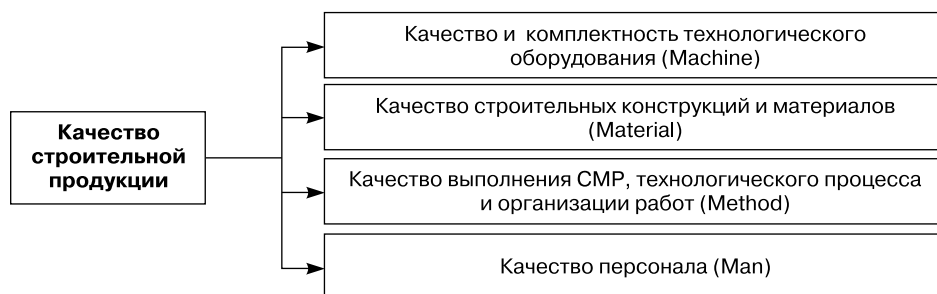 Качество
строительной
продукции
Качество и комплектность технологического
оборудования (Machine)
Качество строительных конструкций и материалов
(Material)
Качество выполнения СМР, технологического процесса
и организации работ (Method)
Качество персонала (Man)